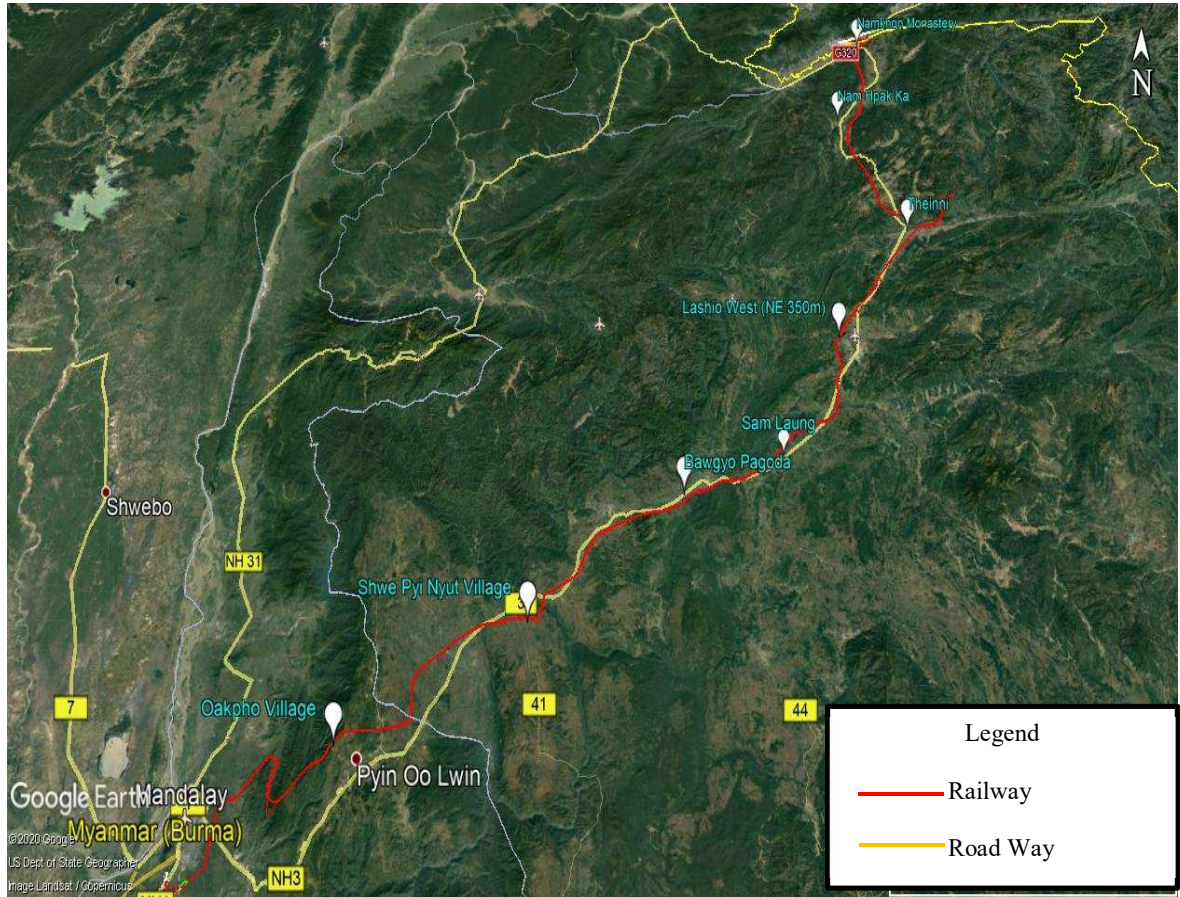 Namkhon Monastery
G320
N
Nam Hpak Ka
Theinni
Lashio West (NE 350m)
Sam Laung
Bawgyo Pagoda
Shwebo
NH 31
Shwe Pyi Nyut Village
3
7
Oakpho Village
41
44
Pyin Oo Lwin
Google Earth
Mandalay
Myanmar (Burma)
© 2020 Google
US Dept of State Geographer
Image Landsat / Copernicus
NH3
Legend
Railway
Road Way